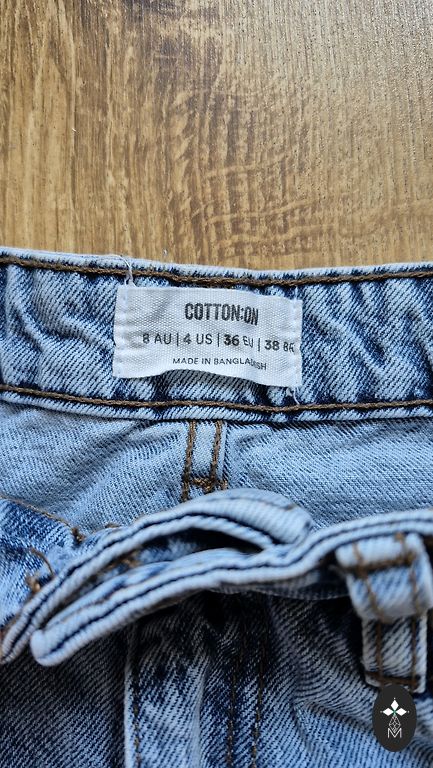 COTTON:ON
8 AU | 4 US | 36 EU | 38 BR
MADE IN BANGLADESH